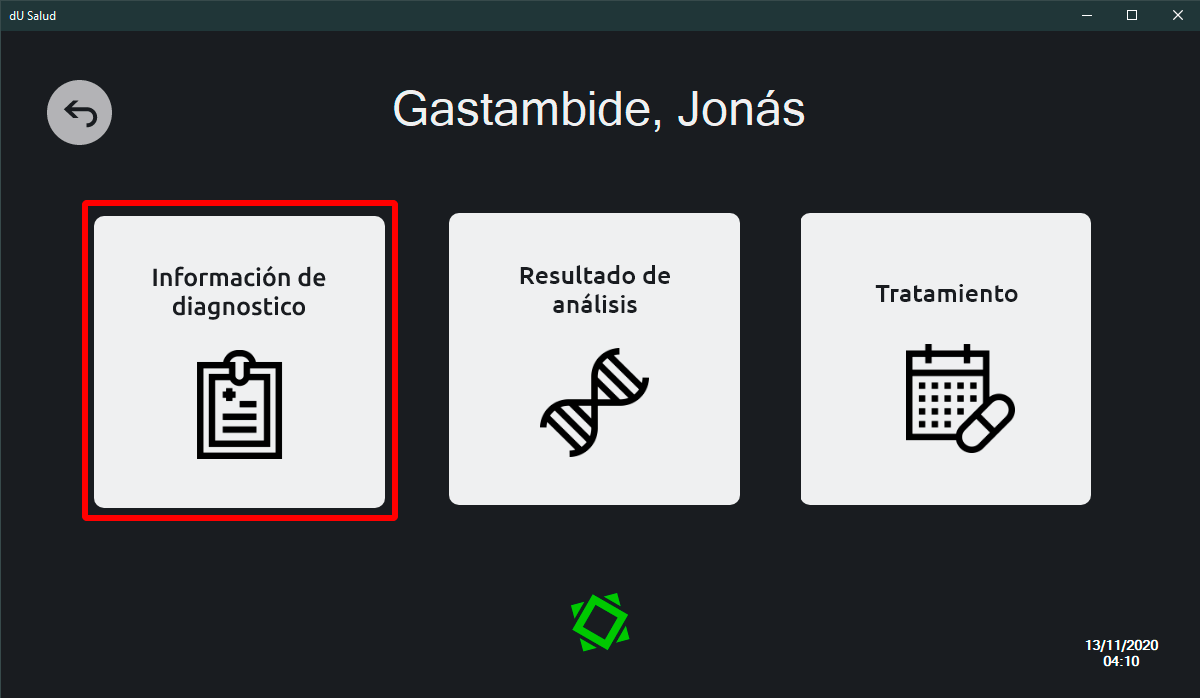 dU Salud
Gastambide, Jonás
Información de
diagnostico
Resultado de
análisis
Tratamiento
13/11/2020
04:10